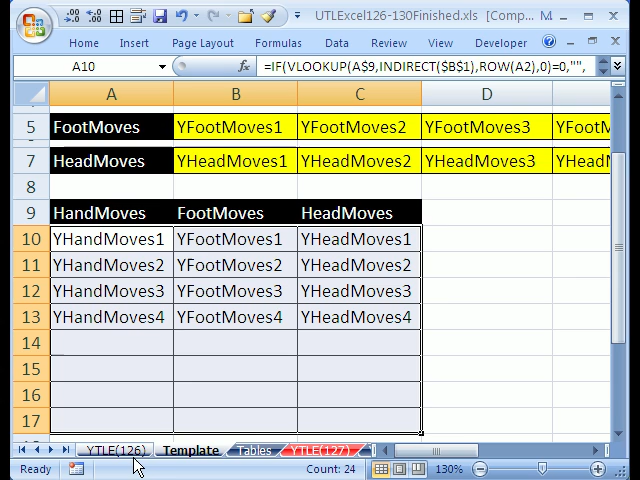 UTLExcel126-130Finished.xls [Comp... M...
Home Insert Page Layout Formulas Data View Developer
A10 fx =IF(VLOOKUP(A$9,INDIRECT($B$1),ROW(A2),0)=0,"",
A B C D
5 FootMoves YFootMoves1 YFootMoves2 YFootMoves3 YFootM
7 HeadMoves YHeadMoves1 YHeadMoves2 YHeadMoves3 YHead
8
9 HandMoves FootMoves HeadMoves
10 YHandMoves1 YFootMoves1 YHeadMoves1
11 YHandMoves2 YFootMoves2 YHeadMoves2
12 YHandMoves3 YFootMoves3 YHeadMoves3
13 YHandMoves4 YFootMoves4 YHeadMoves4
14
15
16
17
YTLE(126) Template Tables YTLE(127)
Ready Count: 24 130%